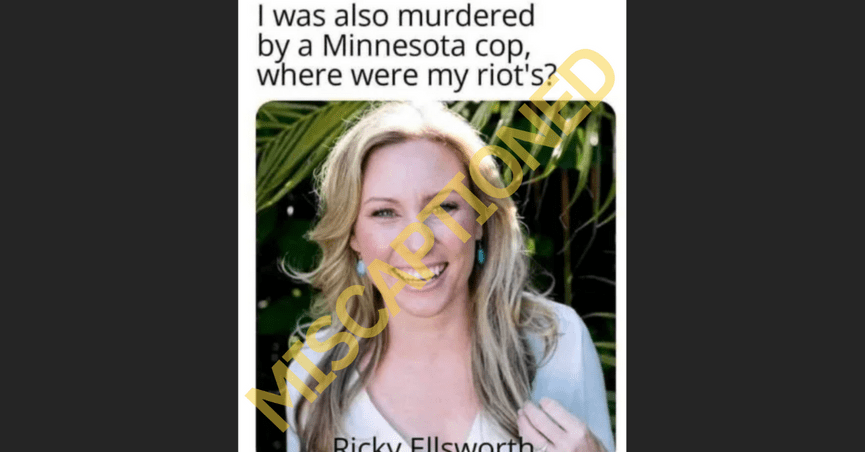 I was also murdered
by a Minnesota cop,
where were my riot's?
MISCAPTIONED
Ricky Ellsworth